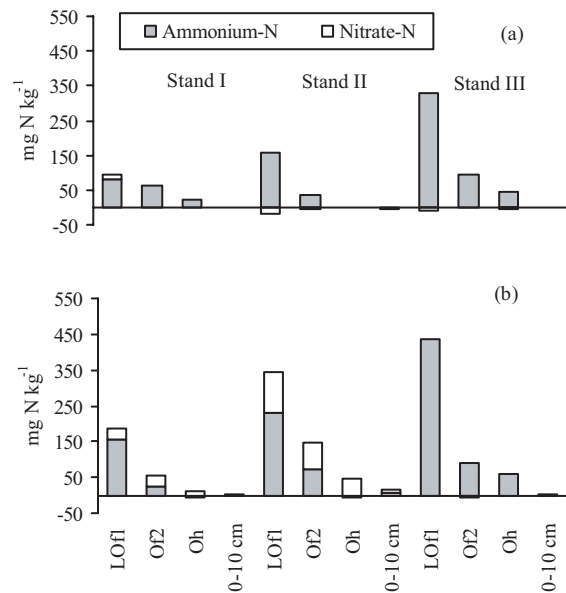 550
450
350
250
150
50
-50
mg N kg⁻¹
Ammonium-N Nitrate-N
(a)
Stand I Stand II Stand III
550
450
350
250
150
50
-50
mg N kg⁻¹
(b)
LOf1 Of2 Oh 0-10 cm LOf1 Of2 Oh 0-10 cm LOf1 Of2 Oh 0-10 cm